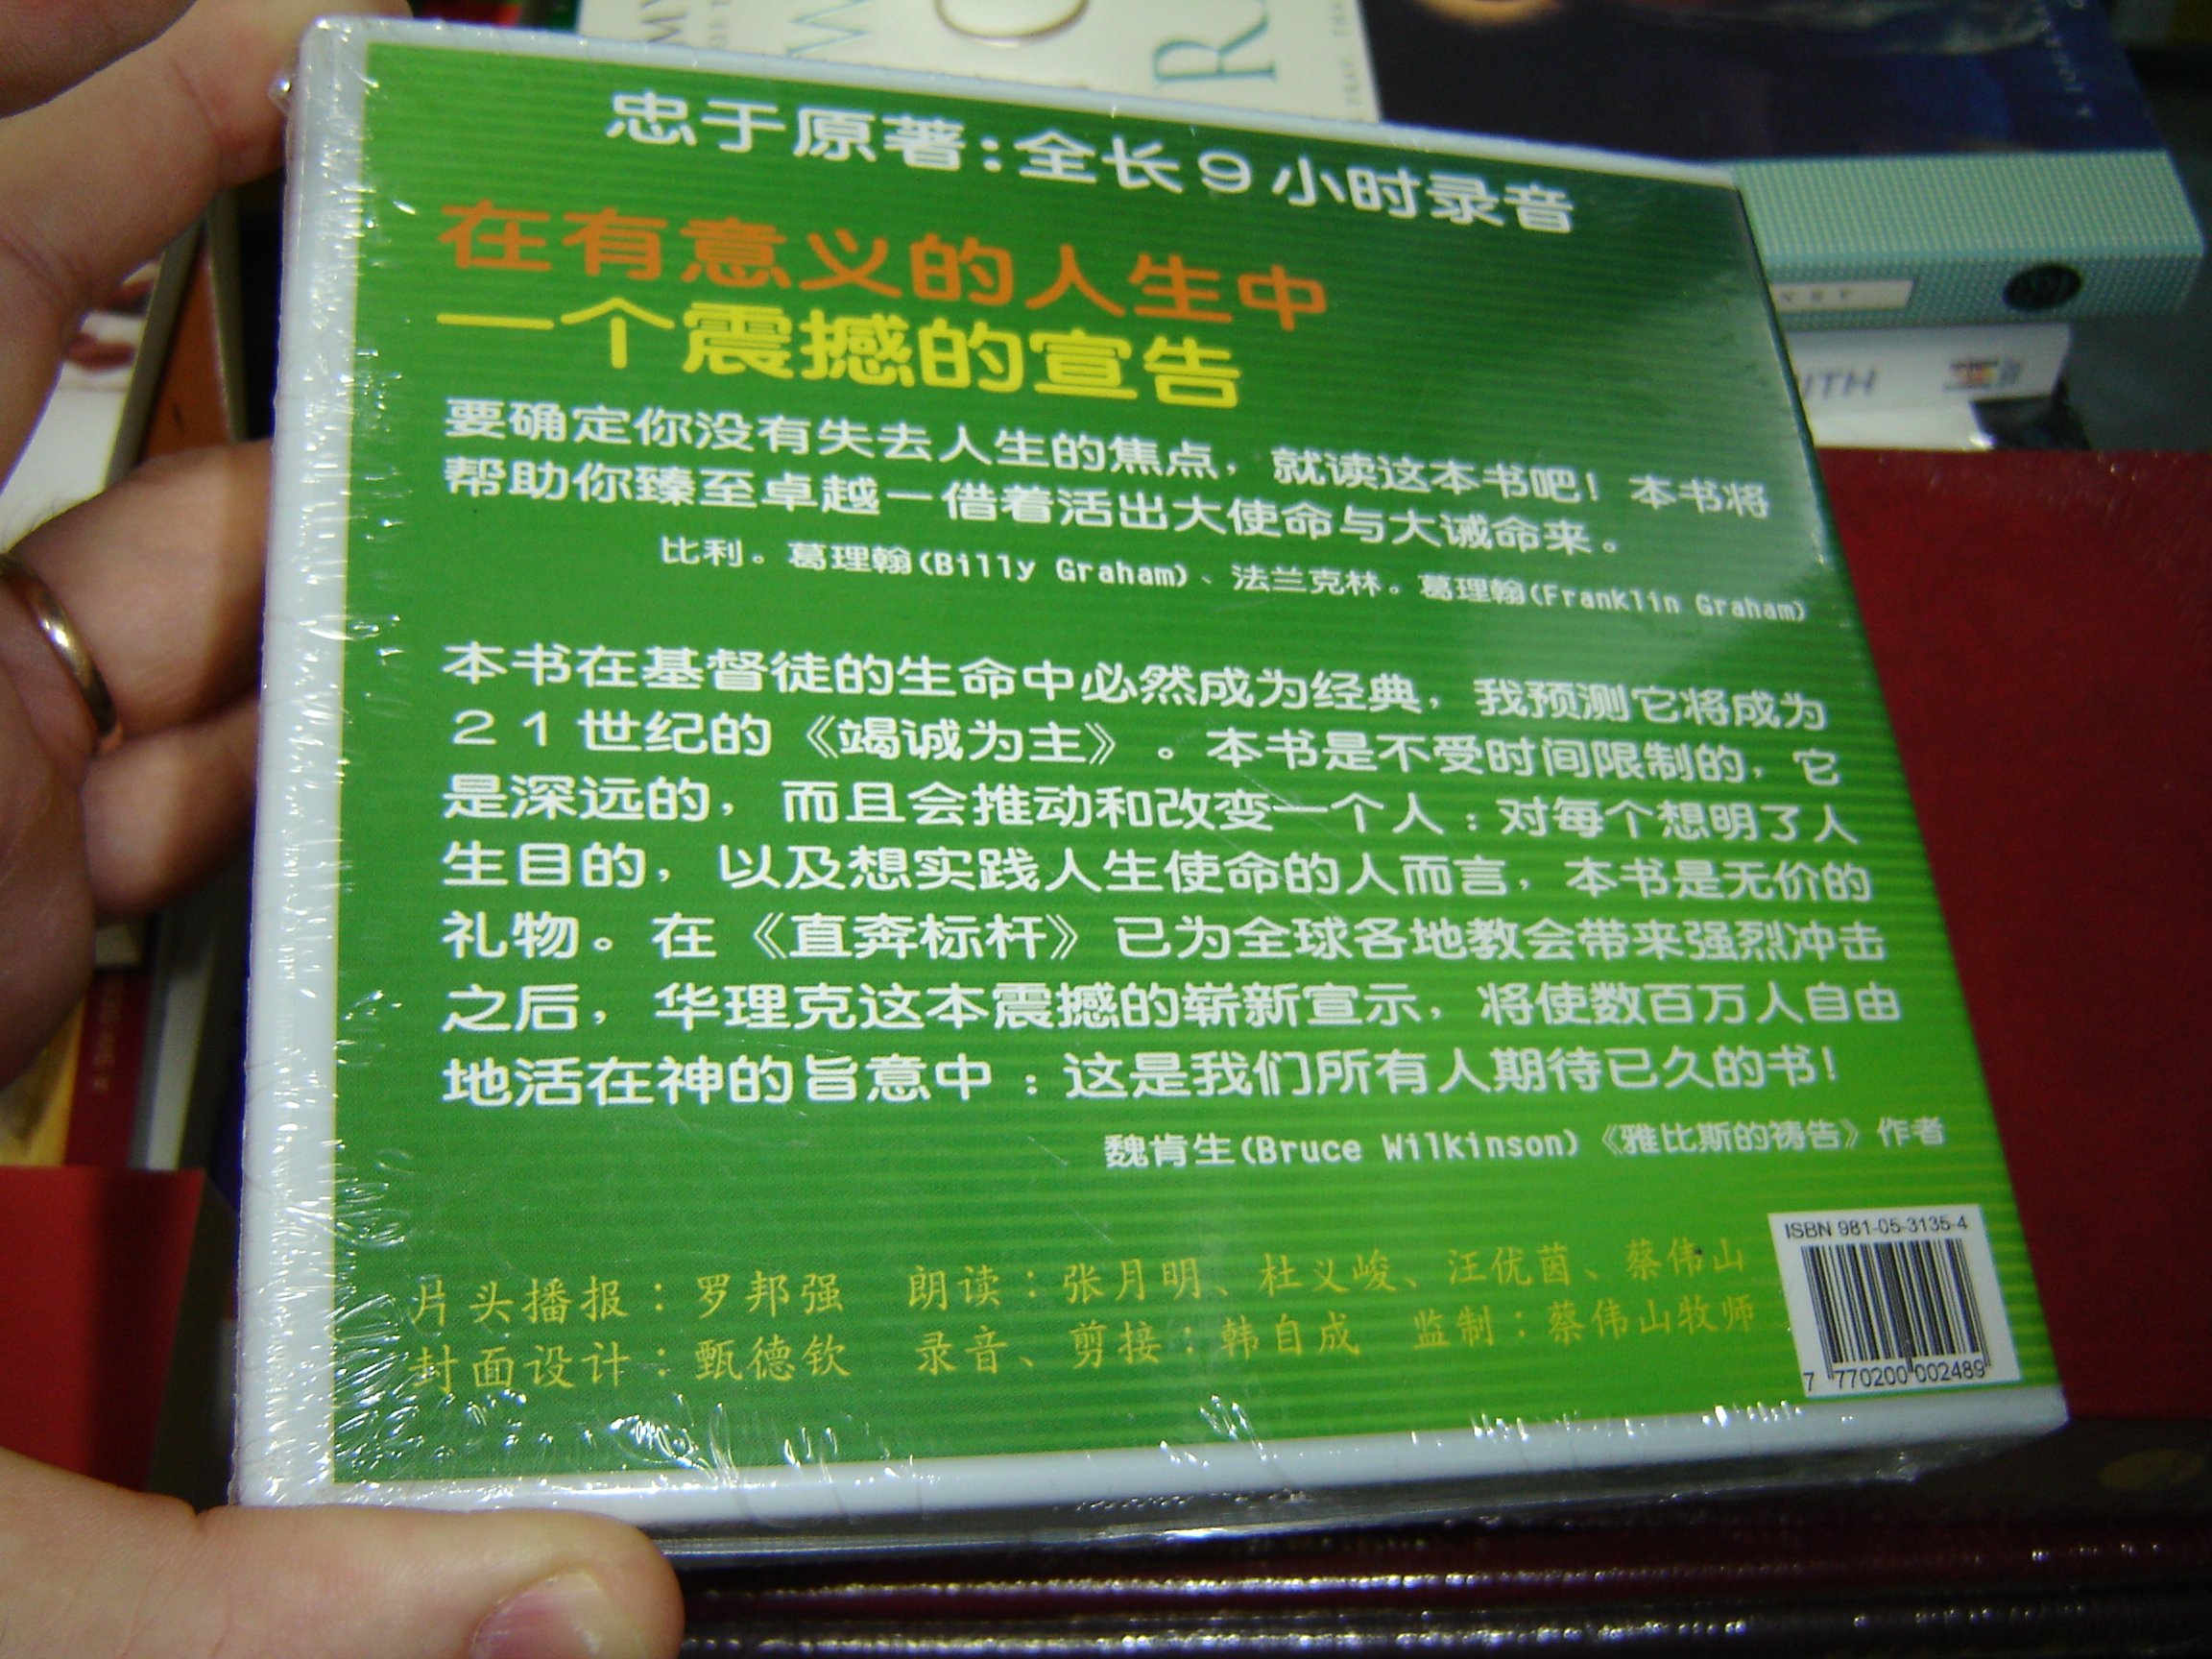 忠于原著:全长9小时录音
在有意义的人生中
一个震撼的宣告
要确定你没有失去人生的焦点，就读这本书吧！本书将
帮助你臻至卓越一借着活出大使命与大诫命来。
比利。葛理翰(Billy Graham)、法兰克林。葛理翰(Franklin Graham)
本书在基督徒的生命中必然成为经典，我预测它将成为
21世纪的《竭诚为主》。本书是不受时间限制的，它
是深远的，而且会推动和改变一个人：对每个想明了人
生目的，以及想实践人生使命的人而言，本书是无价的
礼物。在《直奔标杆》已为全球各地教会带来强烈冲击
之后，华理克这本震撼的崭新宣示，将使数百万人自由
地活在神的旨意中：这是我们所有人期待已久的书！
魏肯生(Bruce Wilkinson)《雅比斯的祷告》作者
片头播报：罗邦强 朗读：张月明、杜义峻、汪优茵、蔡伟山
封面设计：甄德钦 录音、剪接：韩自成 监制：蔡伟山牧师
ISBN 981-05-3135-4
7 770200 002489